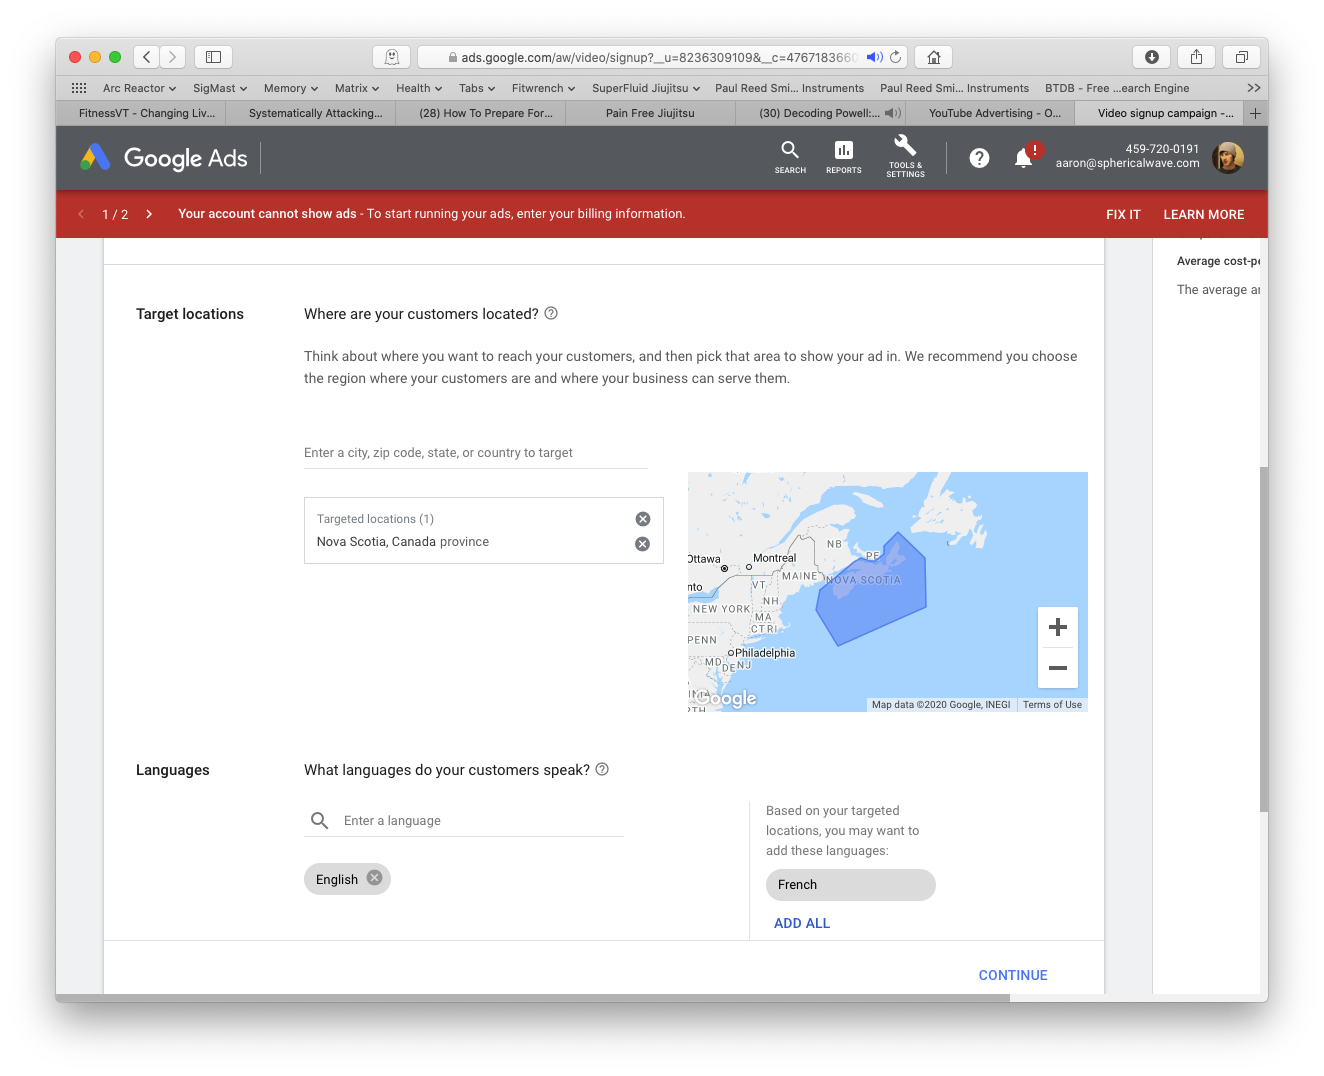 ads.google.com/aw/video/signup?__u=8236309109&__c=4767183660
Arc Reactor SigMast Memory Matrix Health Tabs Fitwrench SuperFluid Jiujitsu Paul Reed Smi... Instruments Paul Reed Smi... Instruments BTDB - Free ...earch Engine
FitnessVT - Changing Liv... Systematically Attacking... (28) How To Prepare For... Pain Free Jiujitsu (30) Decoding Powell:... YouTube Advertising - O... Video signup campaign -...
Google Ads
SEARCH
REPORTS
TOOLS &
SETTINGS
459-720-0191
aaron@sphericalwave.com
1 / 2 Your account cannot show ads - To start running your ads, enter your billing information. FIX IT LEARN MORE
Average cost-pe
The average a
Target locations
Where are your customers located?
Think about where you want to reach your customers, and then pick that area to show your ad in. We recommend you choose
the region where your customers are and where your business can serve them.
Enter a city, zip code, state, or country to target
Targeted locations (1)
Nova Scotia, Canada province
NB
PE
Ottawa
Montreal
MAINE
NOVA SCOTIA
VT
nto
NH
NEW YORK
MA
CT RI
PENN
Philadelphia
MD
DE
NJ
Google
Map data ©2020 Google, INEGI Terms of Use
Languages
What languages do your customers speak?
Enter a language
English
Based on your targeted
locations, you may want to
add these languages:
French
ADD ALL
CONTINUE